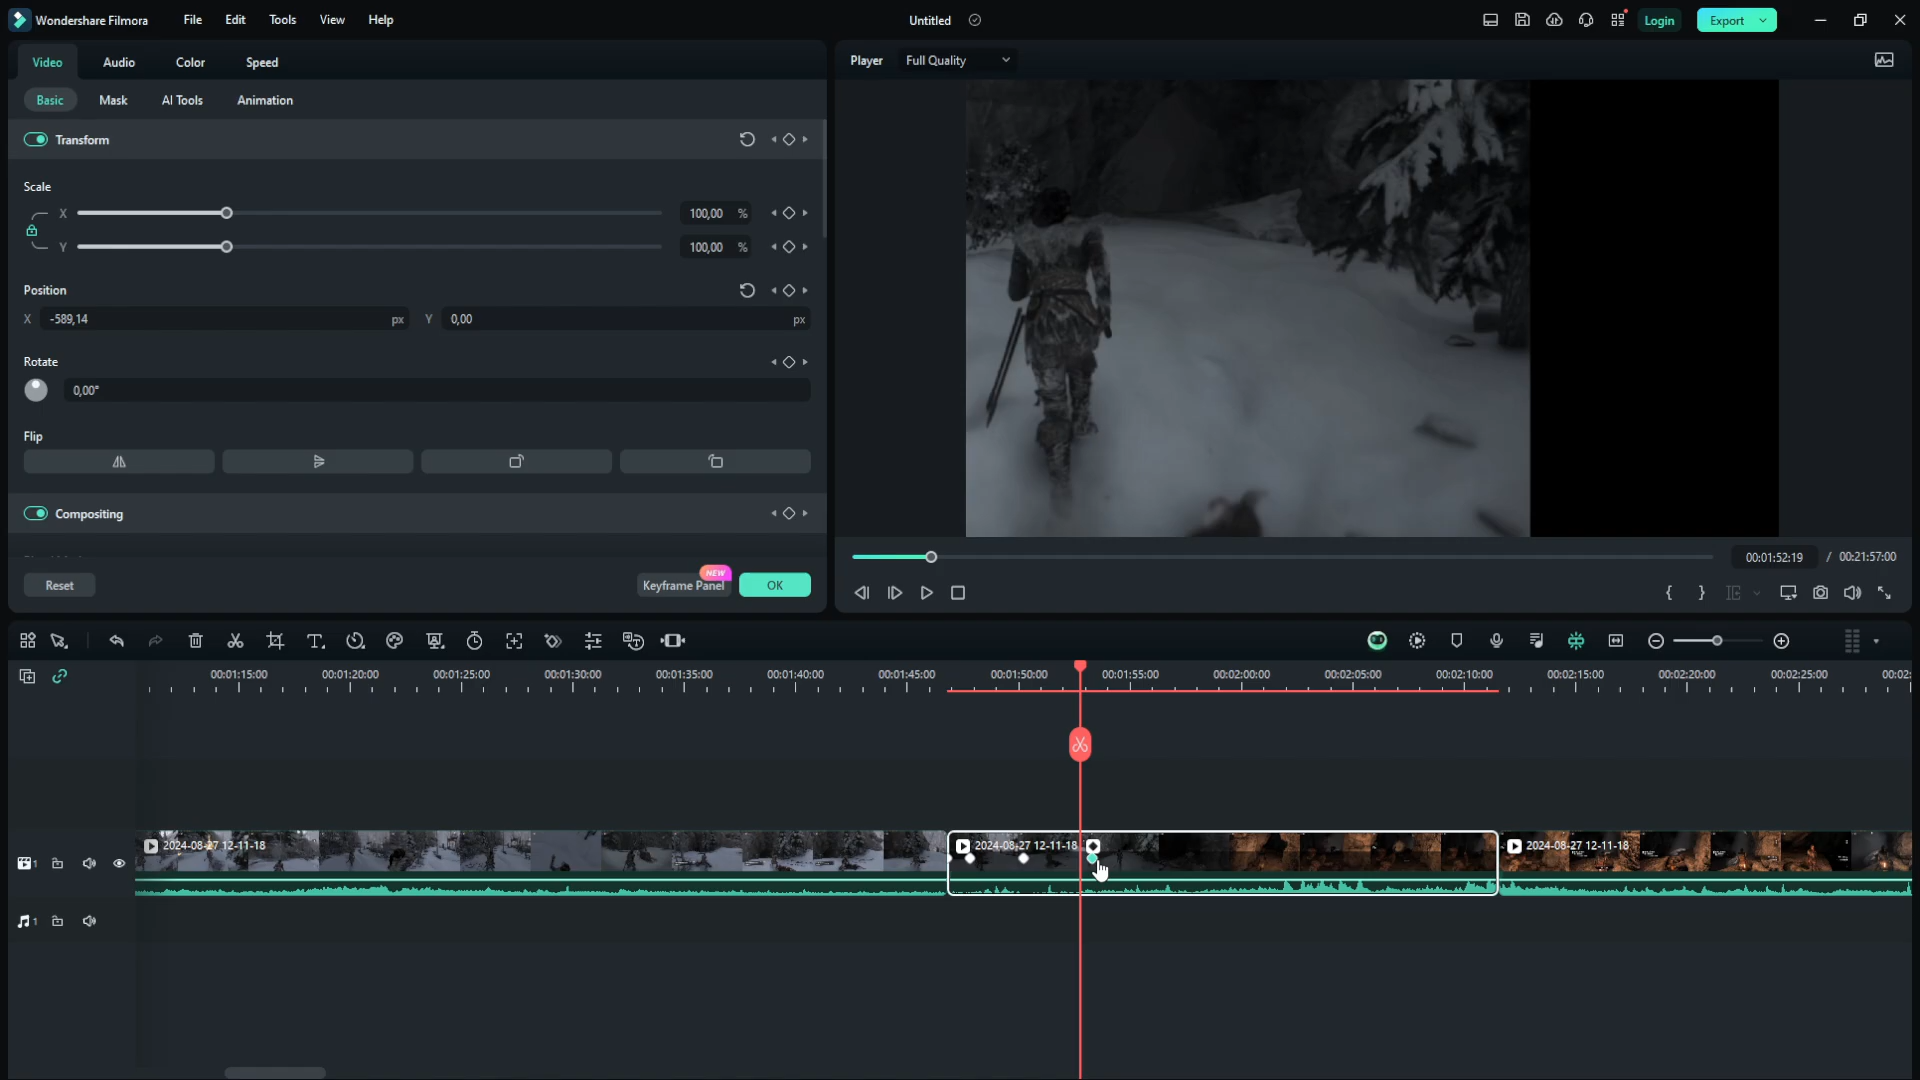 Wondershare Filmora File Edit Tools View Help Untitled Login Export
Video Audio Color Speed
Player Full Quality
Basic Mask AI Tools Animation
Transform
Scale
X 100,00 %
Y 100,00 %
Position
X -589,14 px Y 0,00 px
Rotate
0,00°
Flip
Compositing
00:01:52:19 / 00:21:57:00
NEW
Reset Keyframe Panel OK
00:01:15:00 00:01:20:00 00:01:25:00 00:01:30:00 00:01:35:00 00:01:40:00 00:01:45:00 00:01:50:00 00:01:55:00 00:02:00:00 00:02:05:00 00:02:10:00 00:02:15:00 00:02:20:00 00:02:25:00 00:02:
2024-08-27 12-11-18 2024-08-27 12-11-18 2024-08-27 12-11-18
1
1